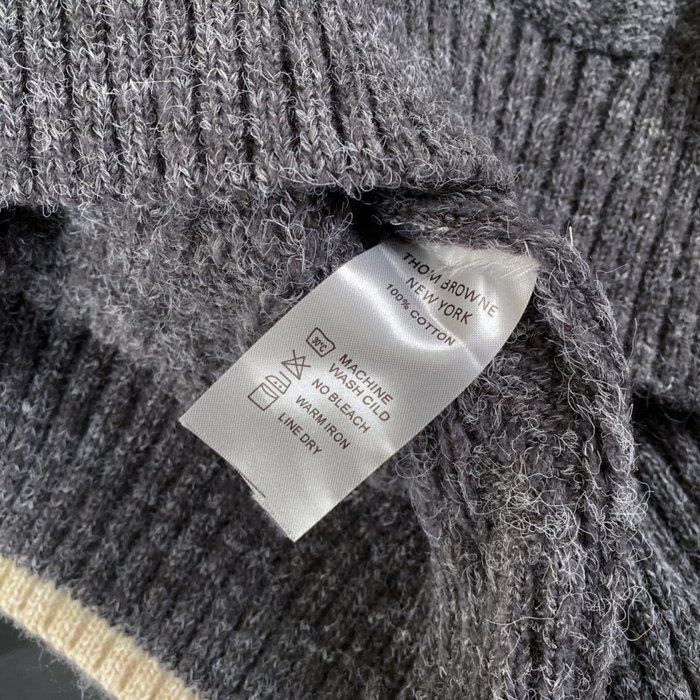 THOM BROWNE
NEW YORK
100% COTTON
30°C
MACHINE
WASH CILD
NO BLEACH
WARM IRON
LINE DRY